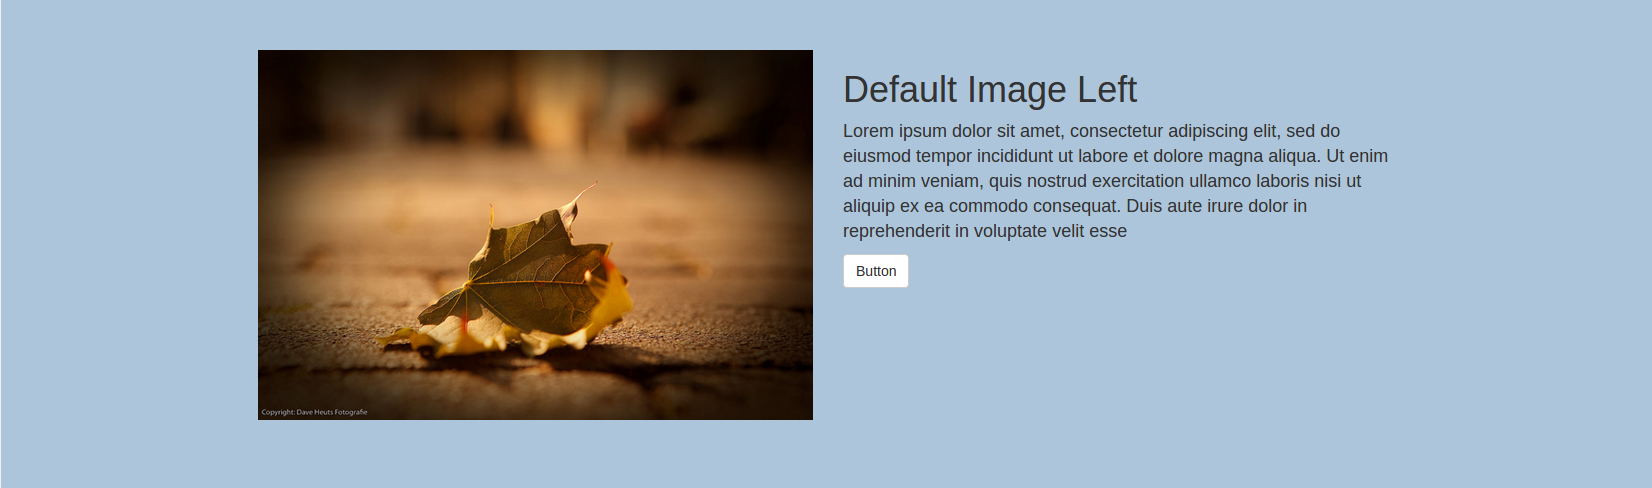 Default Image Left
Lorem ipsum dolor sit amet, consectetur adipiscing elit, sed do
eiusmod tempor incididunt ut labore et dolore magna aliqua. Ut enim
ad minim veniam, quis nostrud exercitation ullamco laboris nisi ut
aliquip ex ea commodo consequat. Duis aute irure dolor in
reprehenderit in voluptate velit esse
Button
Copyright: Dave Heuts Fotografie